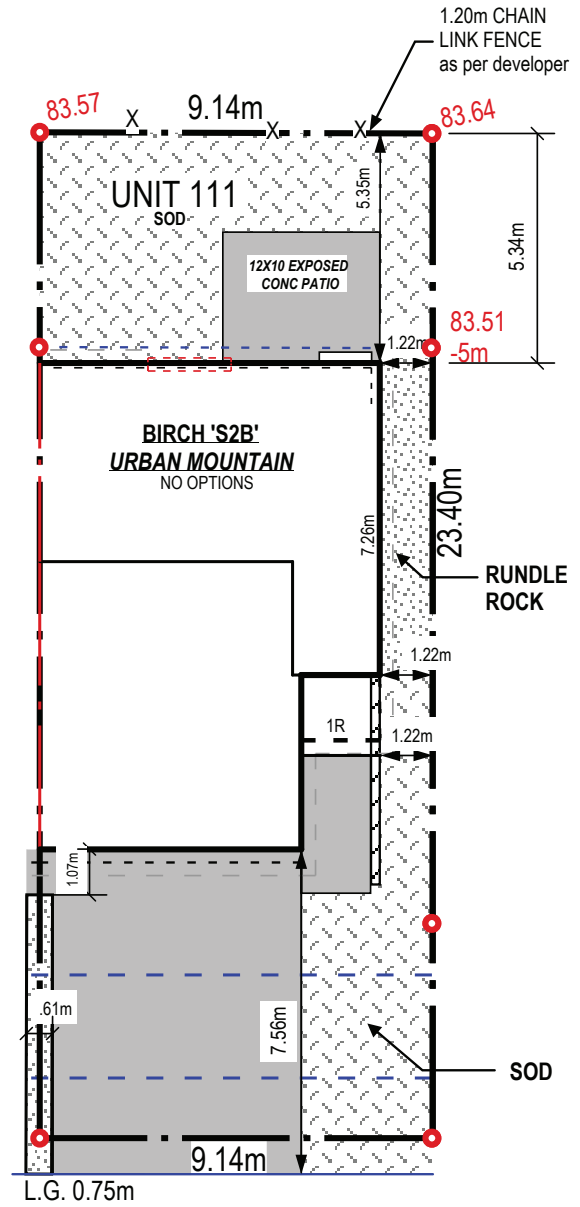 1.20m CHAIN
LINK FENCE
as per developer
83.57
X
9.14m
X
X
83.64
UNIT 111
SOD
5.35m
5.34m
12X10 EXPOSED
CONC PATIO
83.51
-5m
1.22m
BIRCH 'S2B'
URBAN MOUNTAIN
NO OPTIONS
7.26m
23.40m
RUNDLE
ROCK
1.22m
1R
1.22m
1.07m
.61m
7.56m
SOD
9.14m
L.G. 0.75m